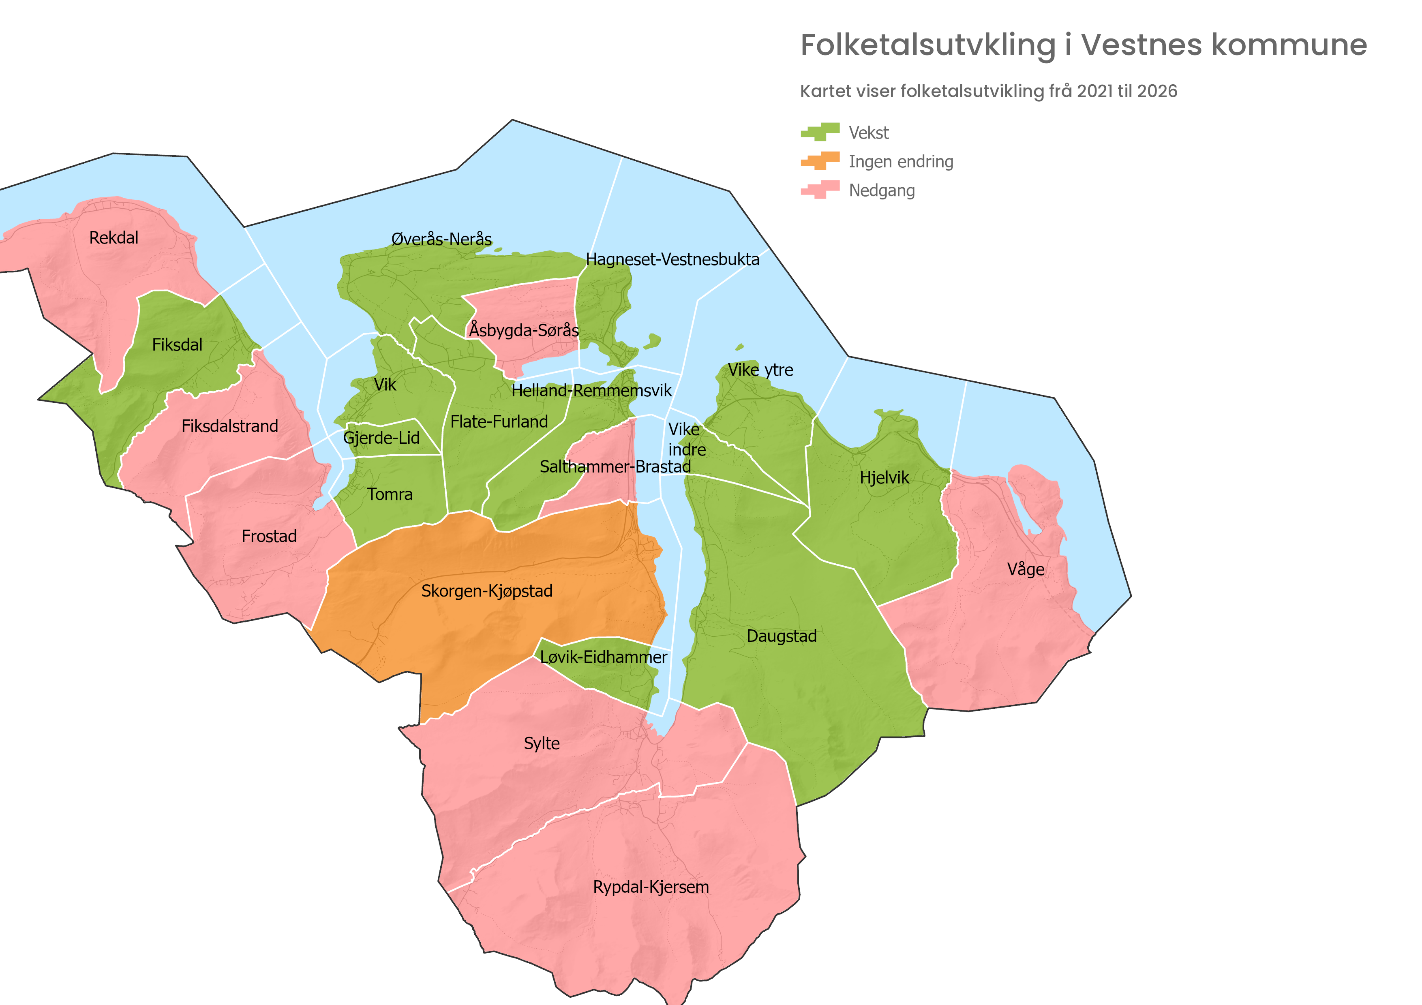 Folketalsutvkling i Vestnes kommune
Kartet viser folketalsutvikling frå 2021 til 2026
Vekst
Ingen endring
Nedgang
Rekdal
Øverås-Nerås
Hagneset-Vestnesbukta
Åsbygda-Sørås
Fiksdal
Vike ytre
Vik
Helland-Remmemsvik
Fiksdalstrand
Flate-Furland
Gjerde-Lid
Vike
indre
Salthammer-Brastad
Hjelvik
Tomra
Frostad
Våge
Skorgen-Kjøpstad
Daugstad
Løvik-Eidhammer
Sylte
Rypdal-Kjersem